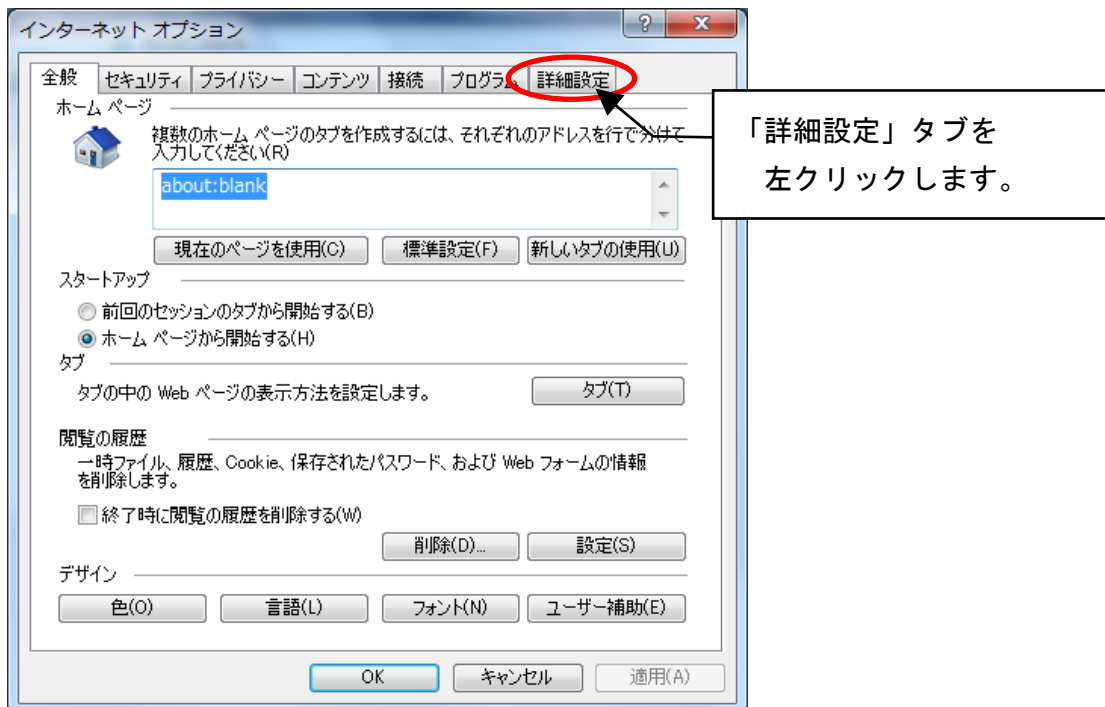 インターネット オプション
全般 セキュリティ プライバシー コンテンツ 接続 プログラム 詳細設定
ホーム ページ
複数のホーム ページのタブを作成するには、それぞれのアドレスを行で分けて
入力してください(R)
about:blank
現在のページを使用(C) 標準設定(F) 新しいタブの使用(U)
スタートアップ
前回のセッションのタブから開始する(B)
ホーム ページから開始する(H)
タブ
タブの中の Web ページの表示方法を設定します。 タブ(T)
閲覧の履歴
一時ファイル、履歴、Cookie、保存されたパスワード、および Web フォームの情報
を削除します。
終了時に閲覧の履歴を削除する(W)
削除(D)... 設定(S)
デザイン
色(O) 言語(L) フォント(N) ユーザー補助(E)
OK キャンセル 適用(A)
「詳細設定」タブを
左クリックします。